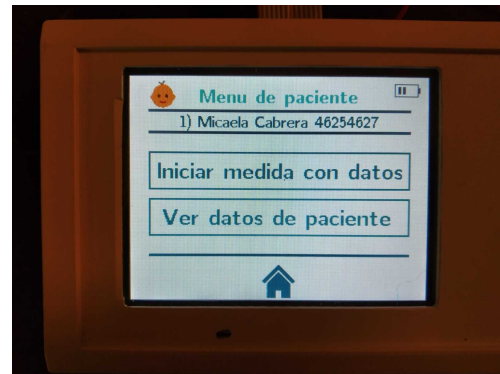 Menu de paciente
1) Micaela Cabrera 46254627
Iniciar medida con datos
Ver datos de paciente